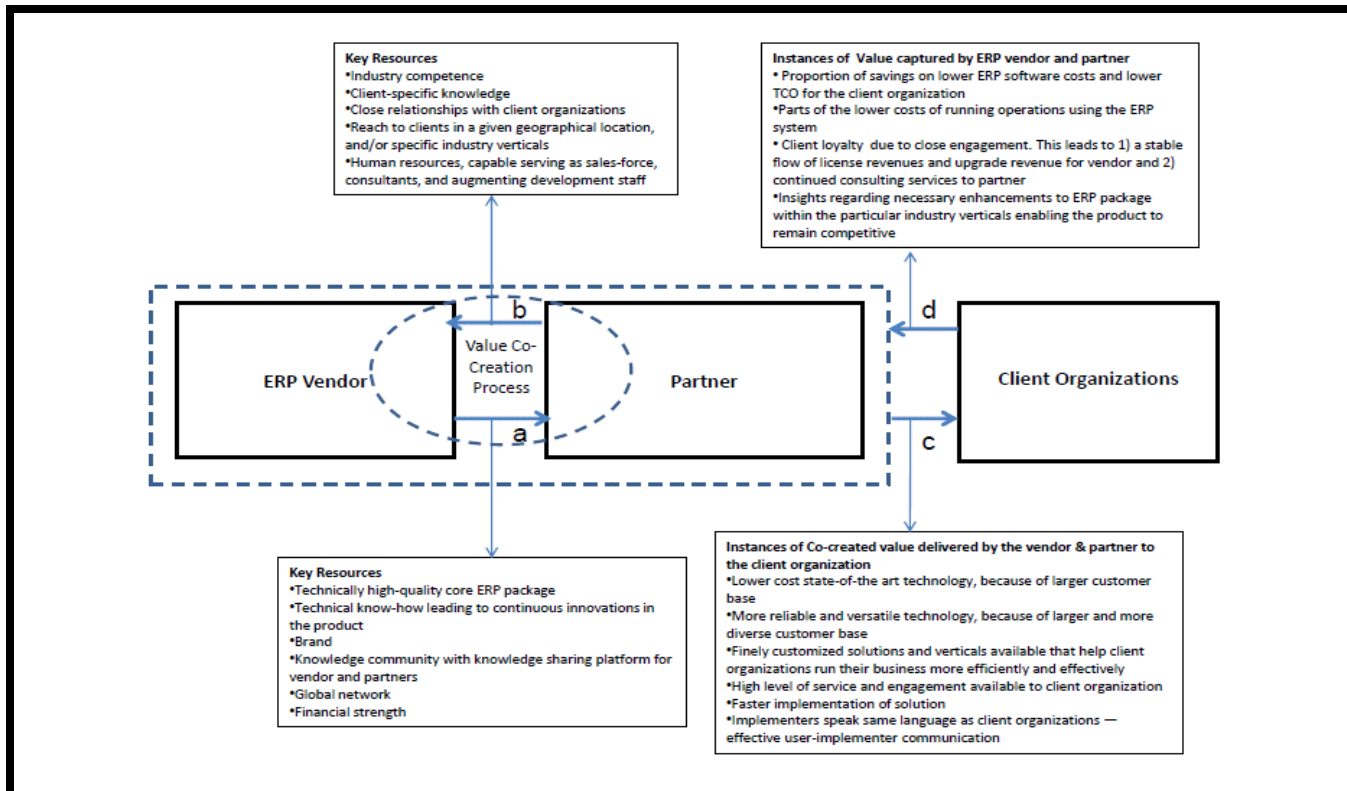 Key Resources
•Industry competence
•Client-specific knowledge
•Close relationships with client organizations
•Reach to clients in a given geographical location,
and/or specific industry verticals
•Human resources, capable serving as sales-force,
consultants, and augmenting development staff
Instances of Value captured by ERP vendor and partner
• Proportion of savings on lower ERP software costs and lower
TCO for the client organization
•Parts of the lower costs of running operations using the ERP
system
• Client loyalty due to close engagement. This leads to 1) a stable
flow of license revenues and upgrade revenue for vendor and 2)
continued consulting services to partner
•Insights regarding necessary enhancements to ERP package
within the particular industry verticals enabling the product to
remain competitive
ERP Vendor
b
Value Co-
Creation
Process
a
Partner
d
c
Client Organizations
Key Resources
•Technically high-quality core ERP package
•Technical know-how leading to continuous innovations in
the product
•Brand
•Knowledge community with knowledge sharing platform for
vendor and partners
•Global network
•Financial strength
Instances of Co-created value delivered by the vendor & partner to
the client organization
•Lower cost state-of-the art technology, because of larger customer
base
•More reliable and versatile technology, because of larger and more
diverse customer base
•Finely customized solutions and verticals available that help client
organizations run their business more efficiently and effectively
•High level of service and engagement available to client organization
•Faster implementation of solution
•Implementers speak same language as client organizations —
effective user-implementer communication